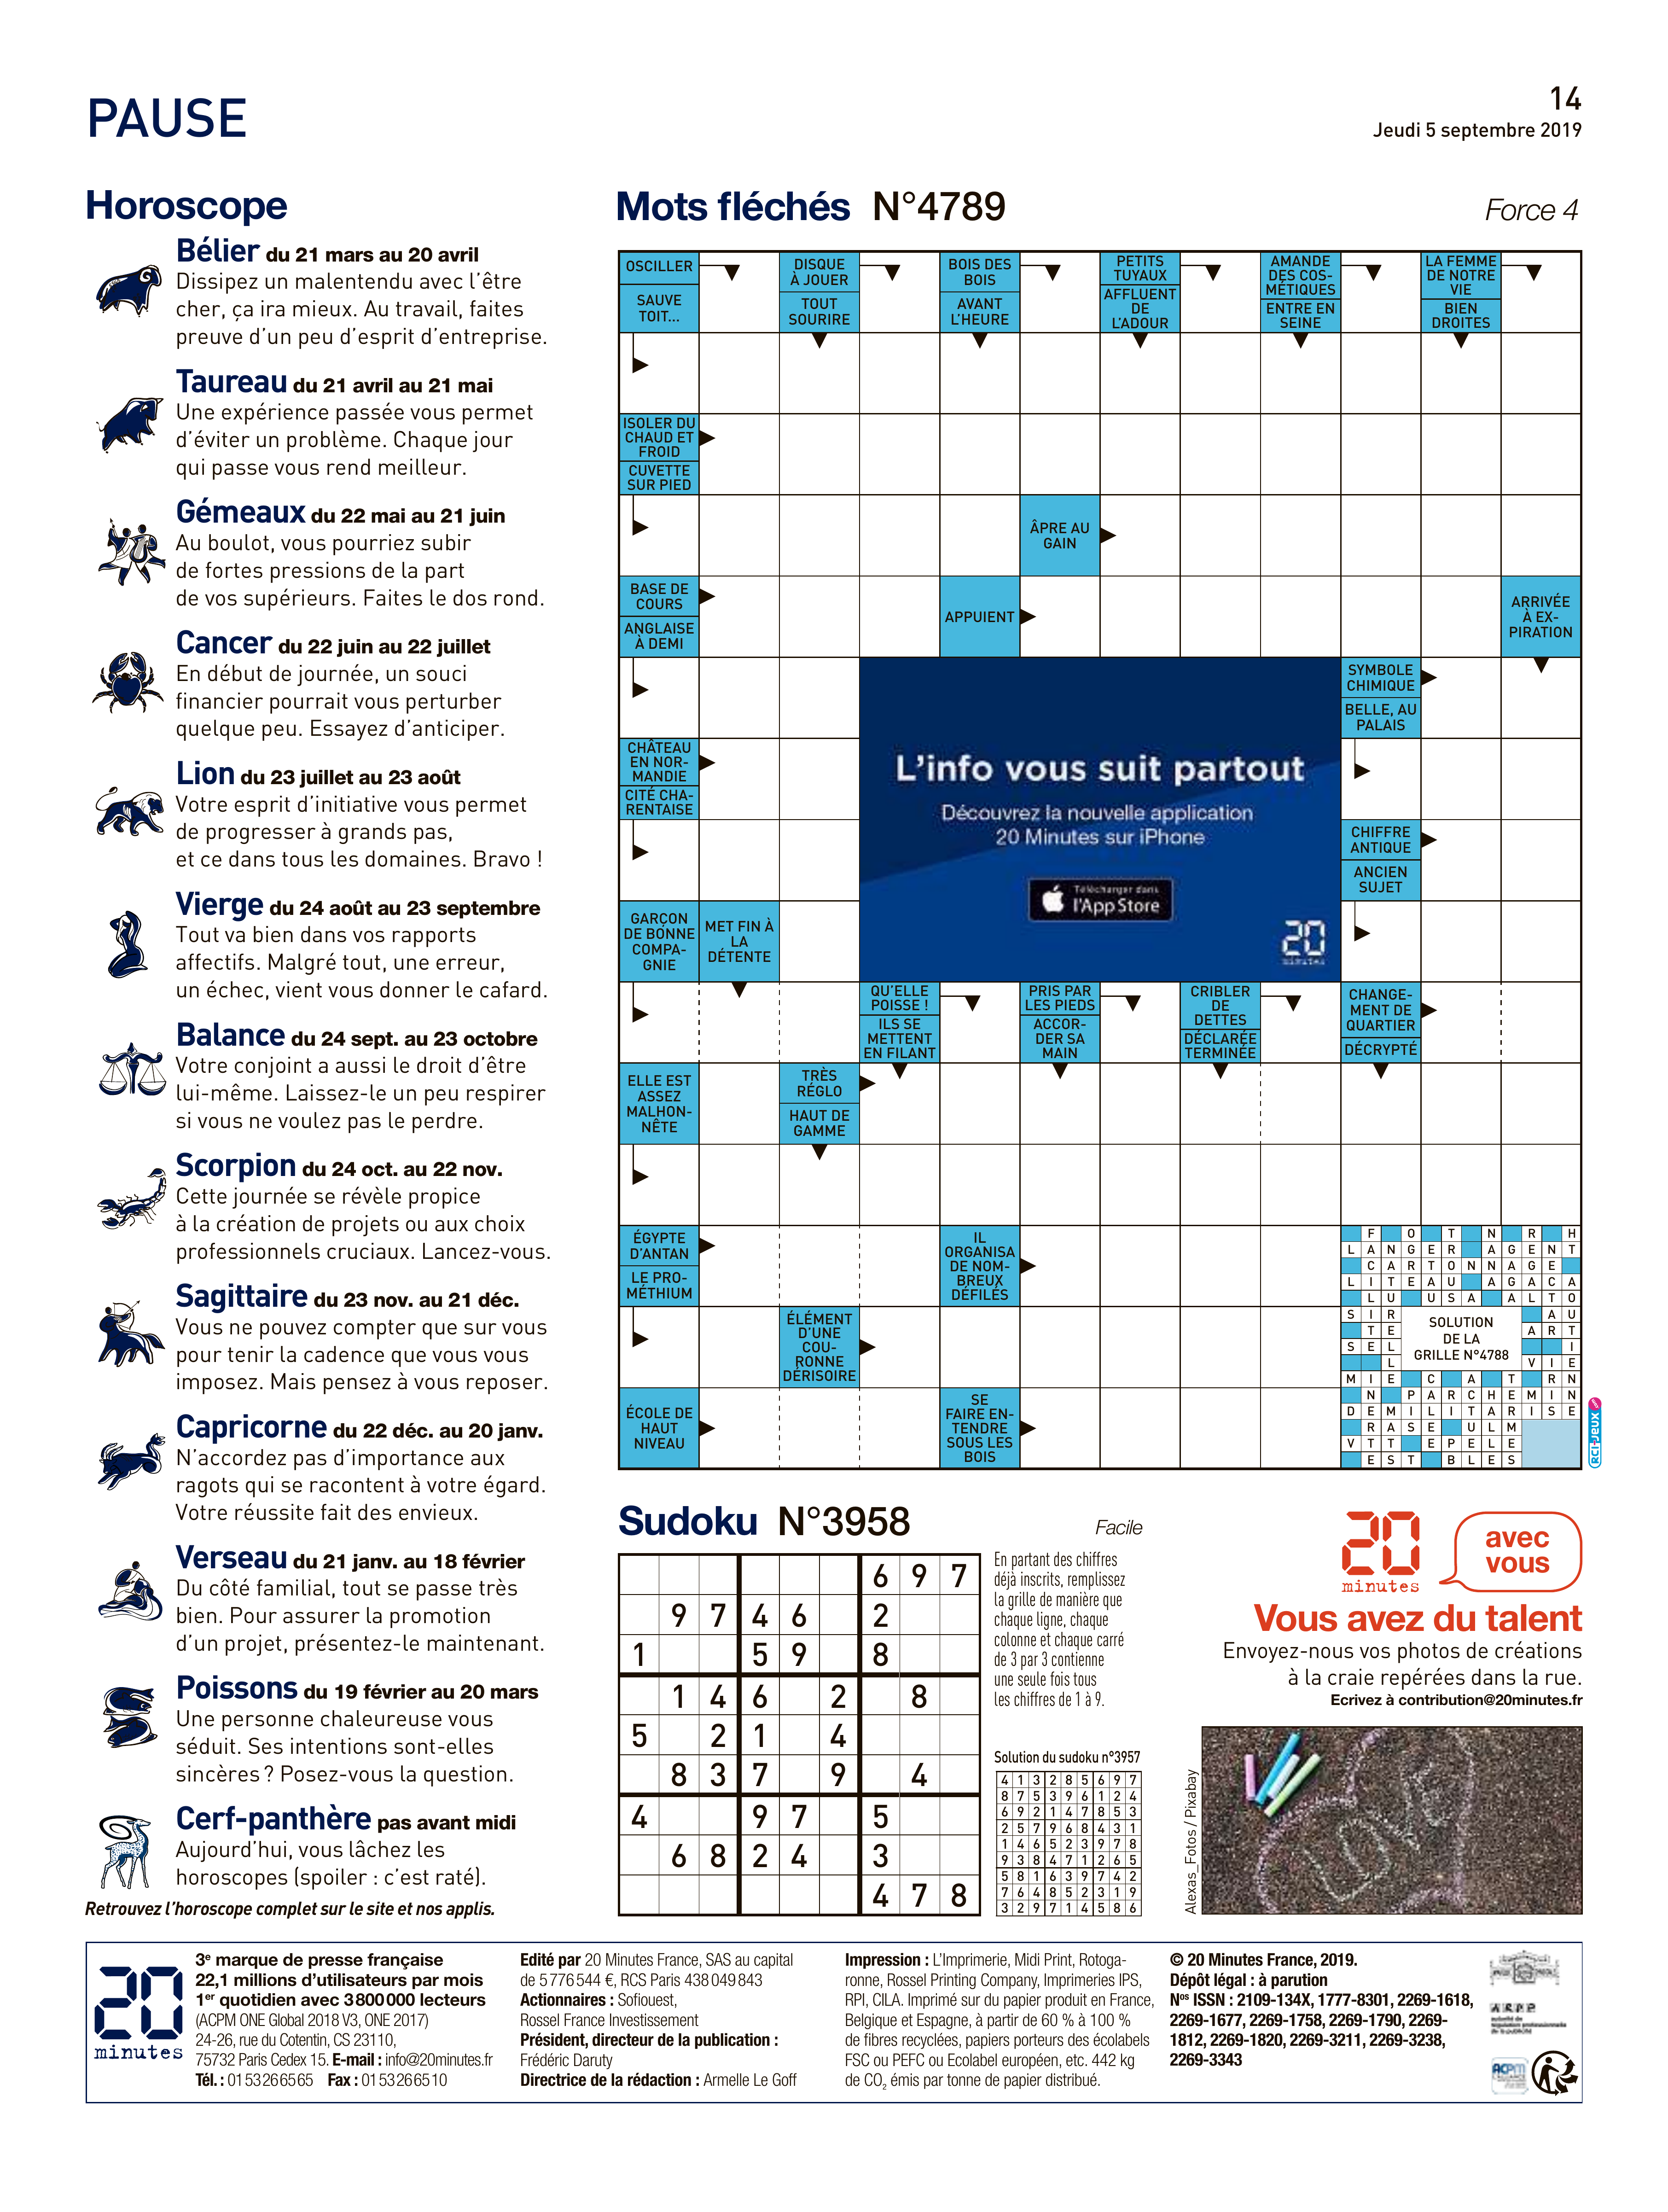 PAUSE
14
Jeudi 5 septembre 2019
Horoscope
Bélier du 21 mars au 20 avril
Dissipez un malentendu avec l’être
cher, ça ira mieux. Au travail, faites
preuve d’un peu d’esprit d’entreprise.
Taureau du 21 avril au 21 mai
Une expérience passée vous permet
d’éviter un problème. Chaque jour
qui passe vous rend meilleur.
Gémeaux du 22 mai au 21 juin
Au boulot, vous pourriez subir
de fortes pressions de la part
de vos supérieurs. Faites le dos rond.
Cancer du 22 juin au 22 juillet
En début de journée, un souci
financier pourrait vous perturber
quelque peu. Essayez d’anticiper.
Lion du 23 juillet au 23 août
Votre esprit d’initiative vous permet
de progresser à grands pas,
et ce dans tous les domaines. Bravo !
Vierge du 24 août au 23 septembre
Tout va bien dans vos rapports
affectifs. Malgré tout, une erreur,
un échec, vient vous donner le cafard.
Balance du 24 sept. au 23 octobre
Votre conjoint a aussi le droit d’être
lui-même. Laissez-le un peu respirer
si vous ne voulez pas le perdre.
Scorpion du 24 oct. au 22 nov.
Cette journée se révèle propice
à la création de projets ou aux choix
professionnels cruciaux. Lancez-vous.
Sagittaire du 23 nov. au 21 déc.
Vous ne pouvez compter que sur vous
pour tenir la cadence que vous vous
imposez. Mais pensez à vous reposer.
Capricorne du 22 déc. au 20 janv.
N’accordez pas d’importance aux
ragots qui se racontent à votre égard.
Votre réussite fait des envieux.
Verseau du 21 janv. au 18 février
Du côté familial, tout se passe très
bien. Pour assurer la promotion
d’un projet, présentez-le maintenant.
Poissons du 19 février au 20 mars
Une personne chaleureuse vous
séduit. Ses intentions sont-elles
sincères ? Posez-vous la question.
Cerf-panthère pas avant midi
Aujourd’hui, vous lâchez les
horoscopes (spoiler : c’est raté).
Retrouvez l’horoscope complet sur le site et nos applis.
Mots fléchés N°4789
Force 4
OSCILLER
SAUVE
TOIT...
DISQUE
À JOUER
TOUT
SOURIRE
BOIS DES
BOIS
AVANT
L’HEURE
PETITS
TUYAUX
AFFLUENT
DE
L’ADOUR
AMANDE
DES COS-
MÉTIQUES
ENTRE EN
SEINE
LA FEMME
DE NOTRE
VIE
BIEN
DROITES
ISOLER DU
CHAUD ET
FROID
CUVETTE
SUR PIED
ÂPRE AU
GAIN
BASE DE
COURS
ANGLAISE
À DEMI
APPUIENT
ARRIVÉE
À EX-
PIRATION
SYMBOLE
CHIMIQUE
BELLE, AU
PALAIS
CHÂTEAU
EN NOR-
MANDIE
CITÉ CHA-
RENTAISE
L’info vous suit partout
Découvrez la nouvelle application
20 Minutes sur iPhone
Télécharger dans
l’App Store
20
minutes
CHIFFRE
ANTIQUE
ANCIEN
SUJET
GARÇON
DE BONNE
COMPA-
GNIE
MET FIN À
LA
DÉTENTE
QU’ELLE
POISSE !
ILS SE
METTENT
EN FILANT
PRIS PAR
LES PIEDS
ACCOR-
DER SA
MAIN
CRIBLER
DE
DETTES
DÉCLARÉE
TERMINÉE
CHANGE-
MENT DE
QUARTIER
DÉCRYPTÉ
ELLE EST
ASSEZ
MALHON-
NÊTE
TRÈS
RÉGLO
HAUT DE
GAMME
ÉGYPTE
D’ANTAN
LE PRO-
MÉTHIUM
IL
ORGANISA
DE NOM-
BREUX
DÉFILÉS
ÉLÉMENT
D’UNE
COU-
RONNE
DÉRISOIRE
ÉCOLE DE
HAUT
NIVEAU
SE
FAIRE EN-
TENDRE
SOUS LES
BOIS
F O T N R H
L A N G E R A G E N T
C A R T O N N A G E
L I T E A U A G A C A
L U U S A A L T O
S I R A U
T E A R T
S E L I
L V I E
SOLUTION
DE LA
GRILLE N°4788
M I E C A T R N
N P A R C H E M I N
D E M I L I T A R I S E
R A S E U L M
V T T E P E L E
E S T B L E S
RCI-JEUX
Sudoku N°3958
Facile
6 9 7
9 7 4 6 2
1 5 9 8
1 4 6 2 8
5 2 1 4
8 3 7 9 4
4 9 7 5
6 8 2 4 3
4 7 8
En partant des chiffres
déjà inscrits, remplissez
la grille de manière que
chaque ligne, chaque
colonne et chaque carré
de 3 par 3 contienne
une seule fois tous
les chiffres de 1 à 9.
Solution du sudoku n°3957
4 1 3 2 8 5 6 9 7
8 7 5 3 9 6 1 2 4
6 9 2 1 4 7 8 5 3
2 5 7 9 6 8 4 3 1
1 4 6 5 2 3 9 7 8
9 3 8 4 7 1 2 6 5
5 8 1 6 3 9 7 4 2
7 6 4 8 5 2 3 1 9
3 2 9 7 1 4 5 8 6
20
minutes
avec
vous
Vous avez du talent
Envoyez-nous vos photos de créations
à la craie repérées dans la rue.
Ecrivez à contribution@20minutes.fr
Alexas_Fotos / Pixabay
LOVE
20
minutes
3e marque de presse française
22,1 millions d’utilisateurs par mois
1er quotidien avec 3 800 000 lecteurs
(ACPM ONE Global 2018 V3, ONE 2017)
24-26, rue du Cotentin, CS 23110,
75732 Paris Cedex 15. E-mail : info@20minutes.fr
Tél. : 01 53 26 65 65 Fax : 01 53 26 65 10
Edité par 20 Minutes France, SAS au capital
de 5 776 544 €, RCS Paris 438 049 843
Actionnaires : Sofiouest,
Rossel France Investissement
Président, directeur de la publication :
Frédéric Daruty
Directrice de la rédaction : Armelle Le Goff
Impression : L’Imprimerie, Midi Print, Rotoga-
ronne, Rossel Printing Company, Imprimeries IPS,
RPI, CILA. Imprimé sur du papier produit en France,
Belgique et Espagne, à partir de 60 % à 100 %
de fibres recyclées, papiers porteurs des écolabels
FSC ou PEFC ou Ecolabel européen, etc. 442 kg
de CO2 émis par tonne de papier distribué.
© 20 Minutes France, 2019.
Dépôt légal : à parution
Nos ISSN : 2109-134X, 1777-8301, 2269-1618,
2269-1677, 2269-1758, 2269-1790, 2269-
1812, 2269-1820, 2269-3211, 2269-3238,
2269-3343
ARPP
autorité de
régulation professionnelle
de la publicité
ACPM